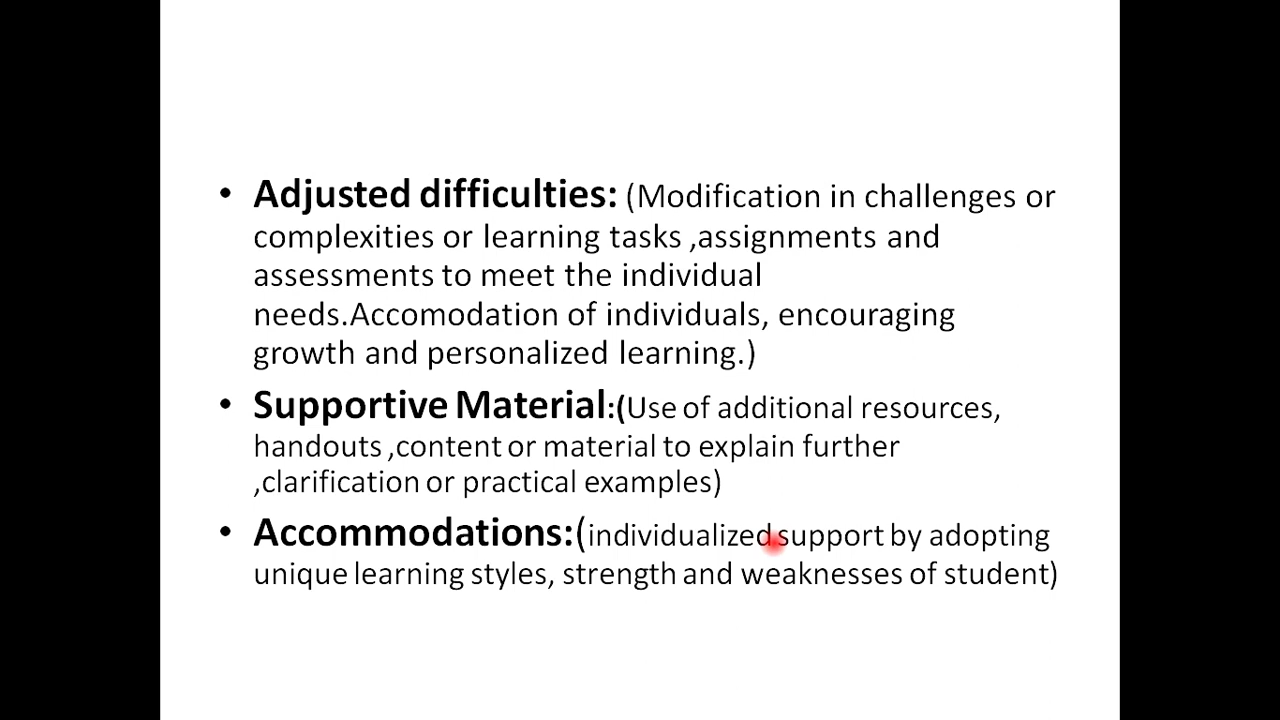 • Adjusted difficulties: (Modification in challenges or
complexities or learning tasks ,assignments and
assessments to meet the individual
needs.Accomodation of individuals, encouraging
growth and personalized learning.)
• Supportive Material:(Use of additional resources,
handouts ,content or material to explain further
,clarification or practical examples)
• Accommodations:(individualized support by adopting
unique learning styles, strength and weaknesses of student)